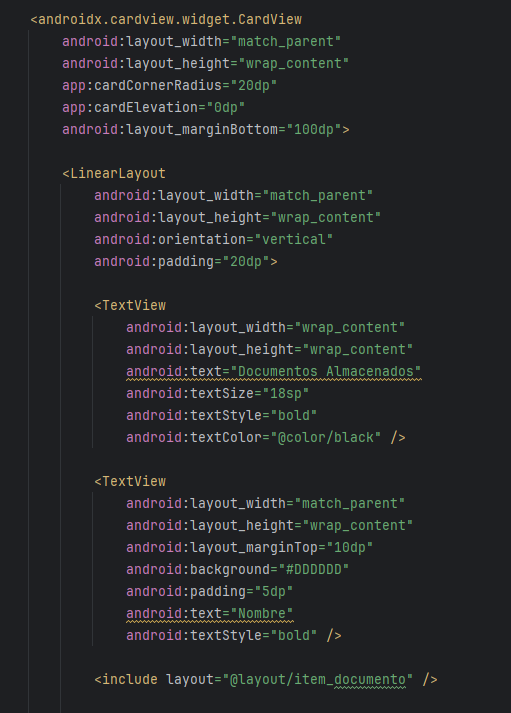 <androidx.cardview.widget.CardView
android:layout_width="match_parent"
android:layout_height="wrap_content"
app:cardCornerRadius="20dp"
app:cardElevation="0dp"
android:layout_marginBottom="100dp">
<LinearLayout
android:layout_width="match_parent"
android:layout_height="wrap_content"
android:orientation="vertical"
android:padding="20dp">
<TextView
android:layout_width="wrap_content"
android:layout_height="wrap_content"
android:text="Documentos Almacenados"
android:textSize="18sp"
android:textStyle="bold"
android:textColor="@color/black" />
<TextView
android:layout_width="match_parent"
android:layout_height="wrap_content"
android:layout_marginTop="10dp"
android:background="#DDDDDD"
android:padding="5dp"
android:text="Nombre"
android:textStyle="bold" />
<include layout="@layout/item_documento" />